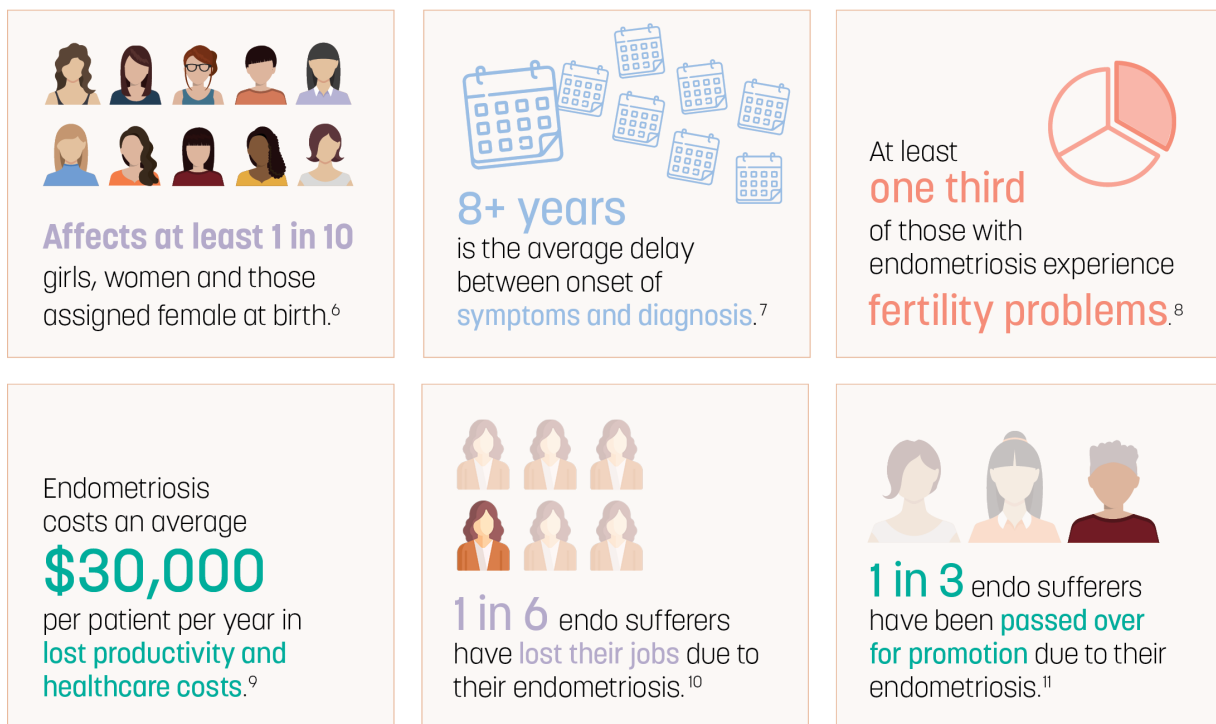 Affects at least 1 in 10
girls, women and those
assigned female at birth.⁶
8+ years
is the average delay
between onset of
symptoms and diagnosis.⁷
At least
one third
of those with
endometriosis experience
fertility problems.⁸
Endometriosis
costs an average
$30,000
per patient per year in
lost productivity and
healthcare costs.⁹
1 in 6 endo sufferers
have lost their jobs due to
their endometriosis.¹⁰
1 in 3 endo sufferers
have been passed over
for promotion due to their
endometriosis.¹¹